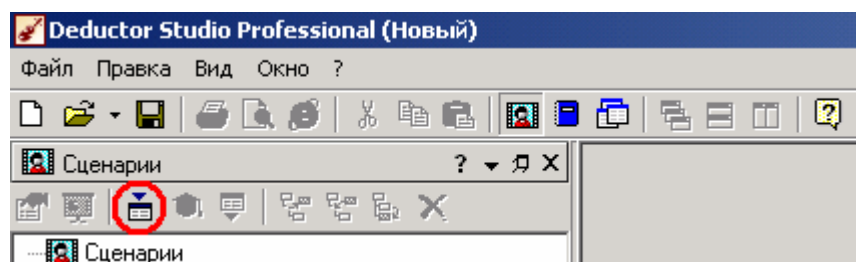 Deductor Studio Professional (Новый)
Файл Правка Вид Окно ?
Сценарии ?
Сценарии